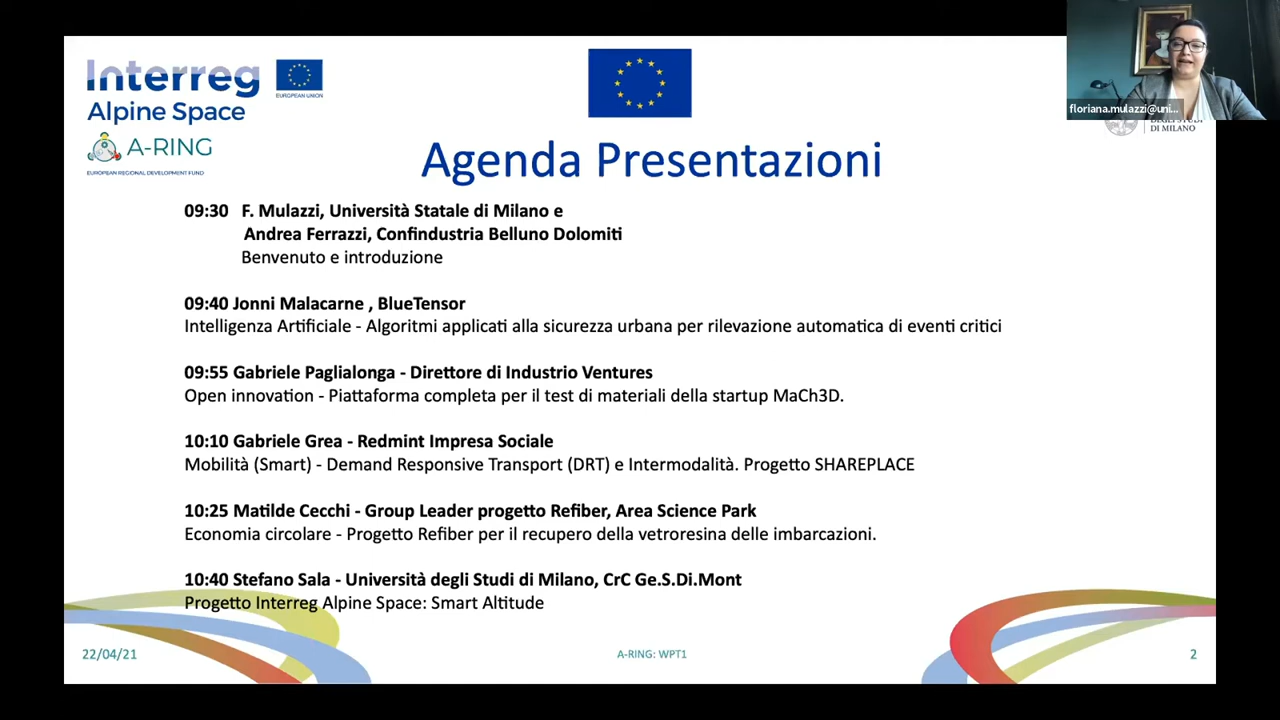 Interreg
EUROPEAN UNION
Alpine Space
A-RING
EUROPEAN REGIONAL DEVELOPMENT FUND
floriana.mulazzi@uni...
DI MILANO
Agenda Presentazioni
09:30 F. Mulazzi, Università Statale di Milano e
Andrea Ferrazzi, Confindustria Belluno Dolomiti
Benvenuto e introduzione
09:40 Jonni Malacarne , BlueTensor
Intelligenza Artificiale - Algoritmi applicati alla sicurezza urbana per rilevazione automatica di eventi critici
09:55 Gabriele Paglialonga - Direttore di Industrio Ventures
Open innovation - Piattaforma completa per il test di materiali della startup MaCh3D.
10:10 Gabriele Grea - Redmint Impresa Sociale
Mobilità (Smart) - Demand Responsive Transport (DRT) e Intermodalità. Progetto SHAREPLACE
10:25 Matilde Cecchi - Group Leader progetto Refiber, Area Science Park
Economia circolare - Progetto Refiber per il recupero della vetroresina delle imbarcazioni.
10:40 Stefano Sala - Università degli Studi di Milano, CrC Ge.S.Di.Mont
Progetto Interreg Alpine Space: Smart Altitude
22/04/21
A-RING: WPT1
2